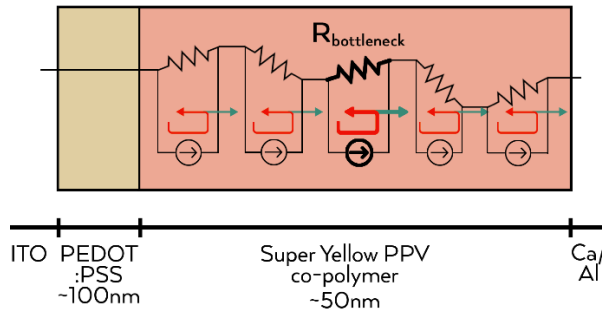 Rbottleneck
ITO
PEDOT
:PSS
~100nm
Super Yellow PPV
co-polymer
~50nm
Ca/
Al